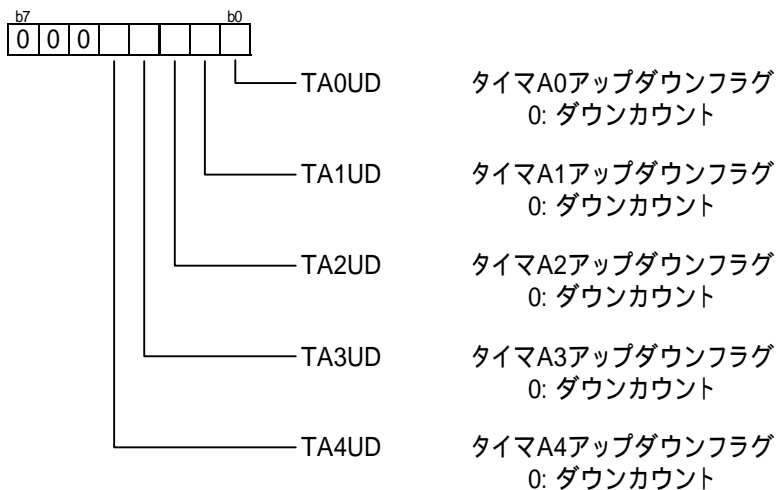 b7 b0
0 0 0
TA0UD タイマA0アップダウンフラグ
0: ダウンカウント
TA1UD タイマA1アップダウンフラグ
0: ダウンカウント
TA2UD タイマA2アップダウンフラグ
0: ダウンカウント
TA3UD タイマA3アップダウンフラグ
0: ダウンカウント
TA4UD タイマA4アップダウンフラグ
0: ダウンカウント